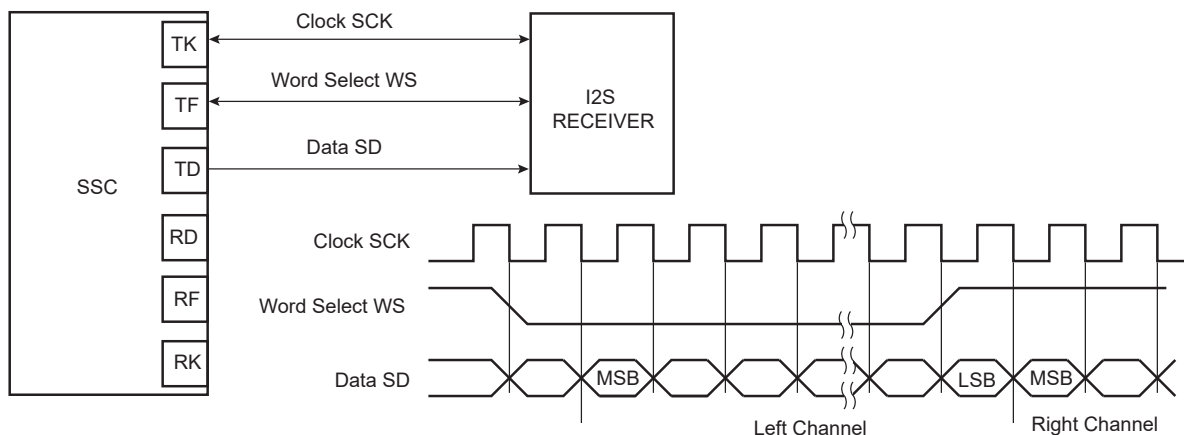 Clock SCK
TK
Word Select WS
TF
I2S
RECEIVER
Data SD
TD
SSC
RD
RF
RK
Clock SCK
Word Select WS
Data SD
MSB
LSB
MSB
Left Channel
Right Channel